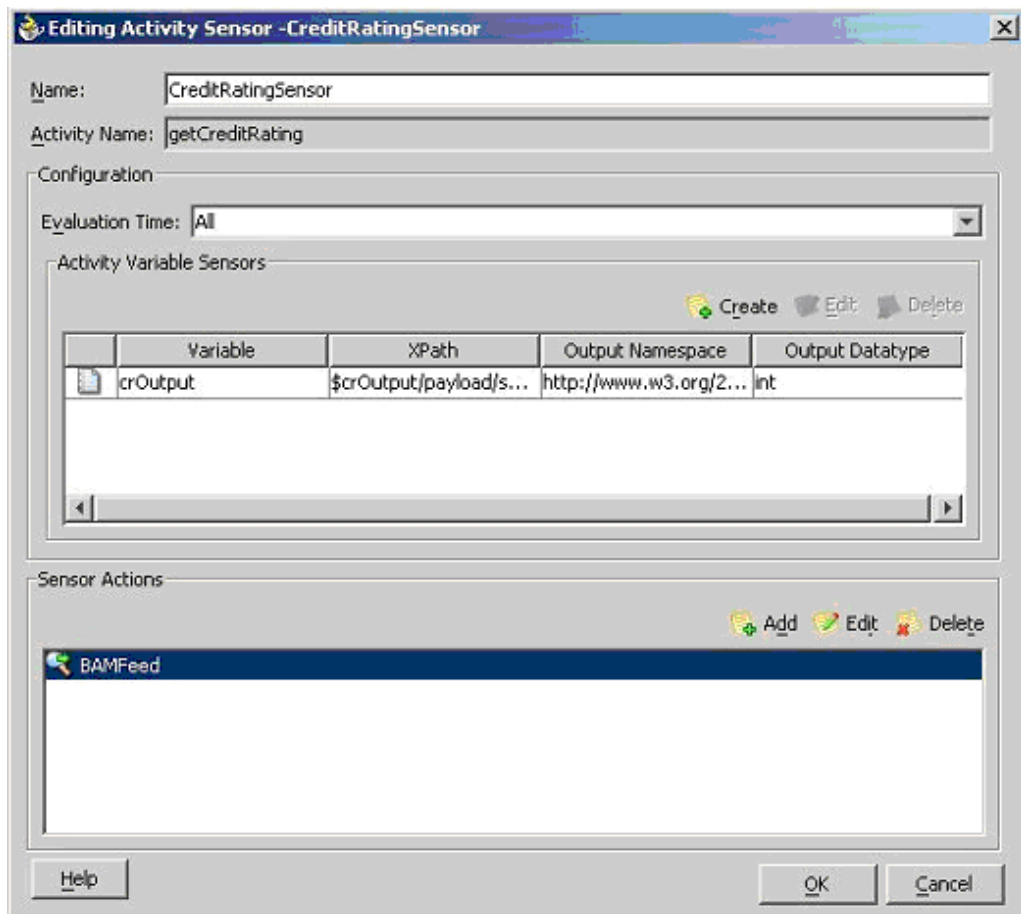 Editing Activity Sensor -CreditRatingSensor
Name: CreditRatingSensor
Activity Name: getCreditRating
Configuration
Evaluation Time: All
Activity Variable Sensors
Create Edit Delete
Variable XPath Output Namespace Output Datatype
crOutput $crOutput/payload/s... http://www.w3.org/2... int
Sensor Actions
Add Edit Delete
BAMFeed
Help OK Cancel